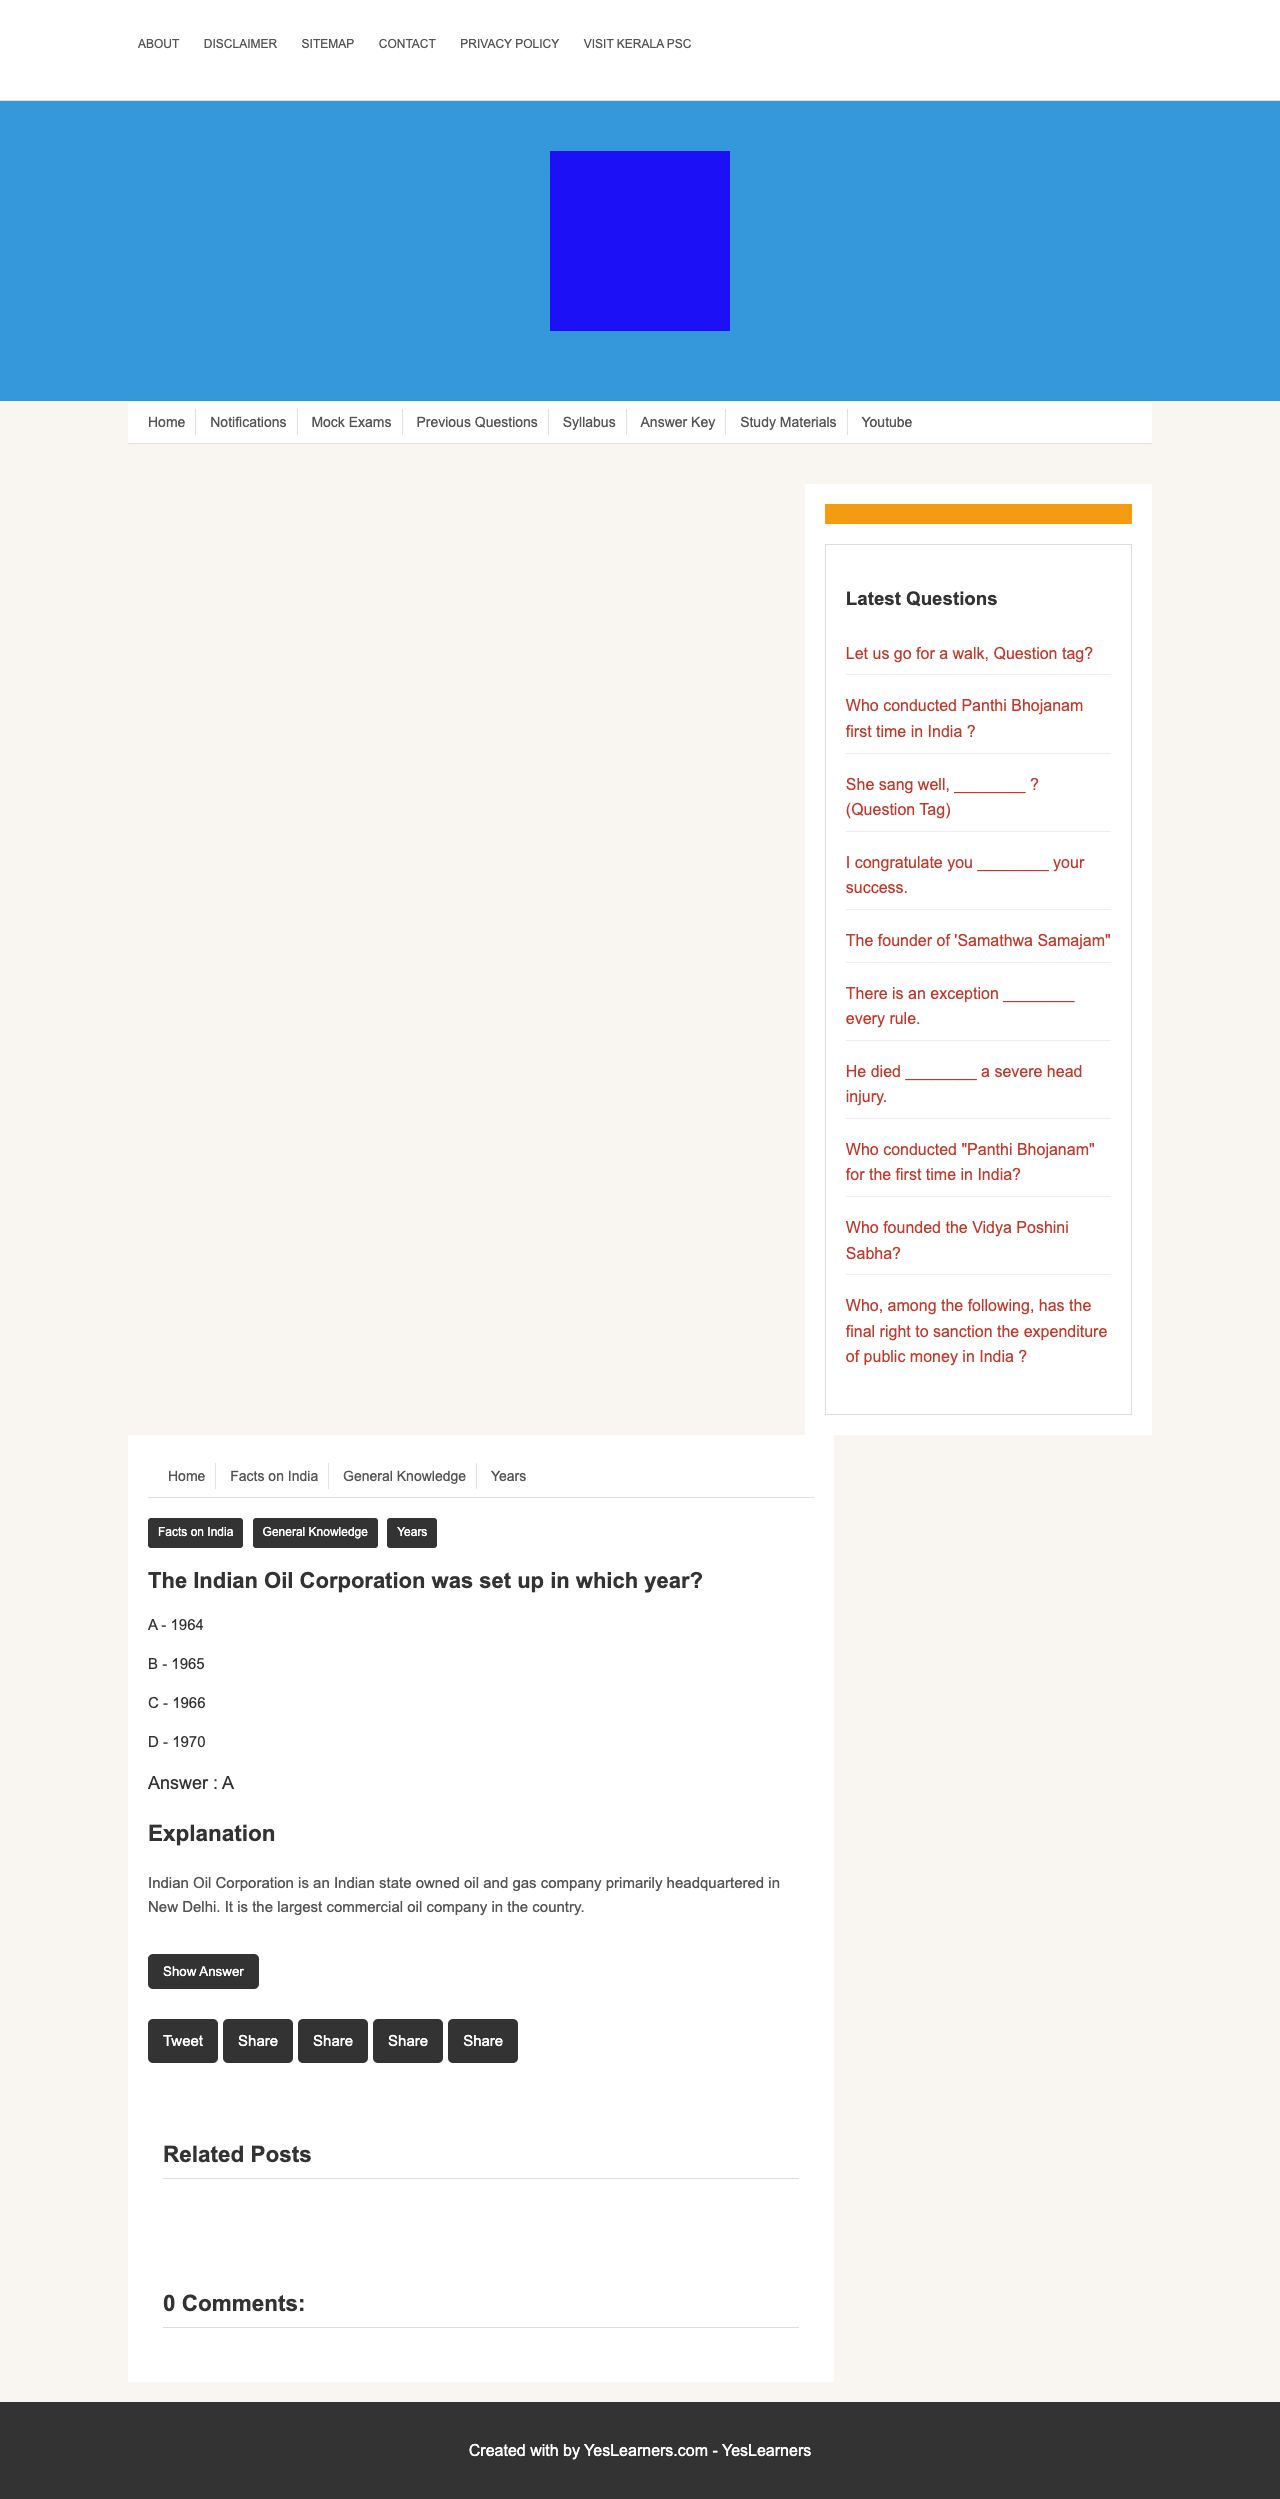 ABOUT DISCLAIMER SITEMAP CONTACT PRIVACY POLICY VISIT KERALA PSC
Home Notifications Mock Exams Previous Questions Syllabus Answer Key Study Materials Youtube
Latest Questions
Let us go for a walk, Question tag?
Who conducted Panthi Bhojanam
first time in India ?
She sang well, ________ ?
(Question Tag)
I congratulate you ________ your
success.
The founder of 'Samathwa Samajam"
There is an exception ________
every rule.
He died ________ a severe head
injury.
Who conducted "Panthi Bhojanam"
for the first time in India?
Who founded the Vidya Poshini
Sabha?
Who, among the following, has the
final right to sanction the expenditure
of public money in India ?
Home Facts on India General Knowledge Years
Facts on India General Knowledge Years
The Indian Oil Corporation was set up in which year?
A - 1964
B - 1965
C - 1966
D - 1970
Answer : A
Explanation
Indian Oil Corporation is an Indian state owned oil and gas company primarily headquartered in
New Delhi. It is the largest commercial oil company in the country.
Show Answer
Tweet Share Share Share Share
Related Posts
0 Comments:
Created with by YesLearners.com - YesLearners